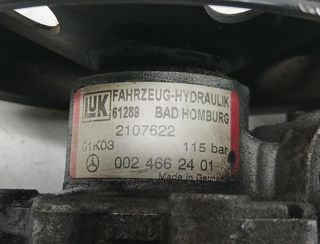 LUK FAHRZEUG-HYDRAULIK
61289 BAD HOMBURG
2107622
01K03 115 bar
002 466 24 01
Made in Germany